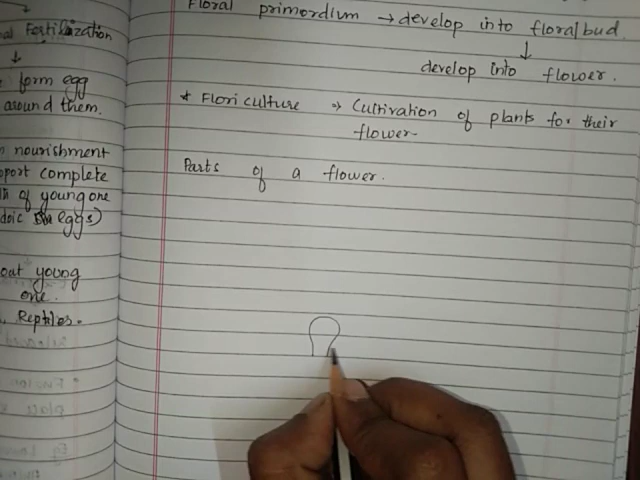 Fertilization
form egg
around them.
nourishment
complete
of young one
eggs)
young
one.
Reptiles.
Floral primordium → develop into floral bud.
↓
develop into flower.
* Floriculture → Cultivation of plants for their
flower
Parts of a flower.